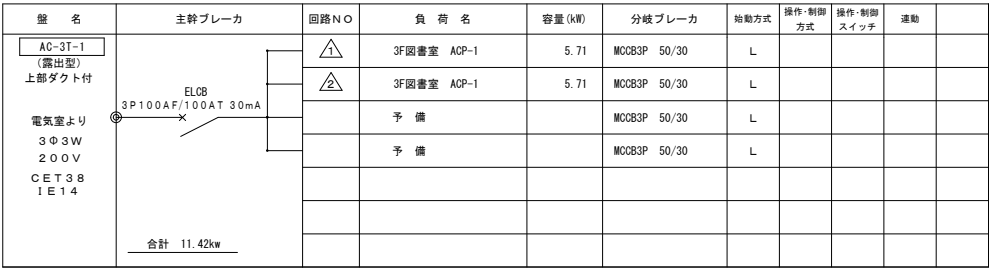 盤 名 主幹ブレーカ 回路NO 負 荷 名 容量(kW) 分岐ブレーカ 始動方式 操作・制御方式 操作・制御スイッチ 連動
AC-3T-1
(露出型)
上部ダクト付
電気室より
3Φ3W
200V
CET38
IE14
ELCB
3P100AF/100AT 30mA
合計 11.42kw
1 3F図書室 ACP-1 5.71 MCCB3P 50/30 L
2 3F図書室 ACP-1 5.71 MCCB3P 50/30 L
予 備 MCCB3P 50/30 L
予 備 MCCB3P 50/30 L